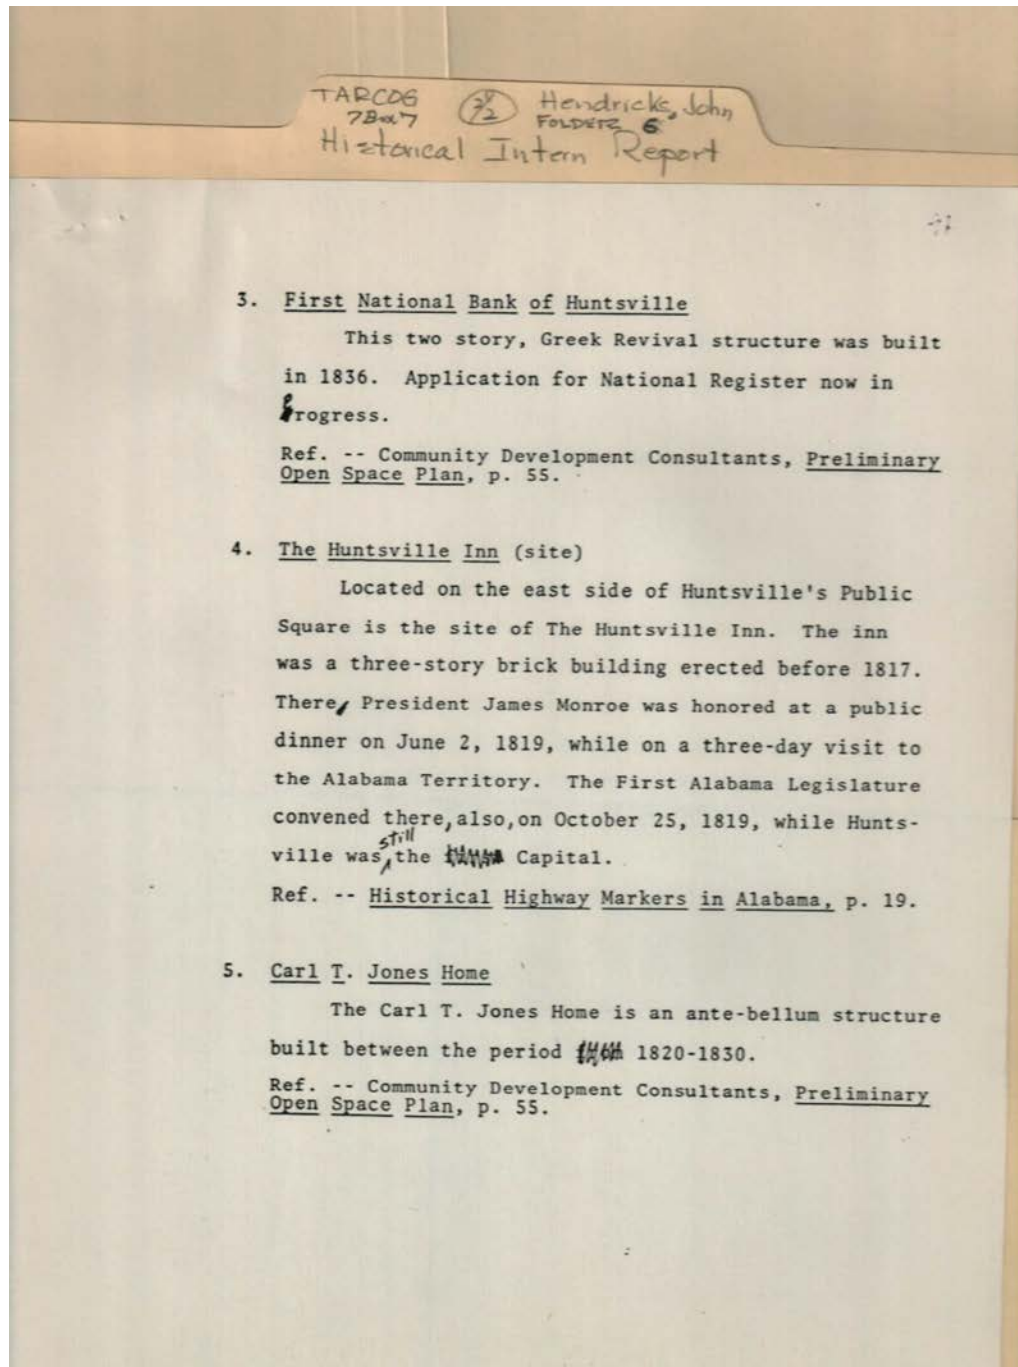 TARCOG Hendricks, John
7Box7 FOLDER 6
Historical Intern Report
3. First National Bank of Huntsville
This two story, Greek Revival structure was built
in 1836. Application for National Register now in
Progress.
Ref. -- Community Development Consultants, Preliminary
Open Space Plan, p. 55.
4. The Huntsville Inn (site)
Located on the east side of Huntsville's Public
Square is the site of The Huntsville Inn. The inn
was a three-story brick building erected before 1817.
There, President James Monroe was honored at a public
dinner on June 2, 1819, while on a three-day visit to
the Alabama Territory. The First Alabama Legislature
convened there, also, on October 25, 1819, while Hunts-
ville was still the Capital.
Ref. -- Historical Highway Markers in Alabama, p. 19.
5. Carl T. Jones Home
The Carl T. Jones Home is an ante-bellum structure
built between the period 1820-1830.
Ref. -- Community Development Consultants, Preliminary
Open Space Plan, p. 55.